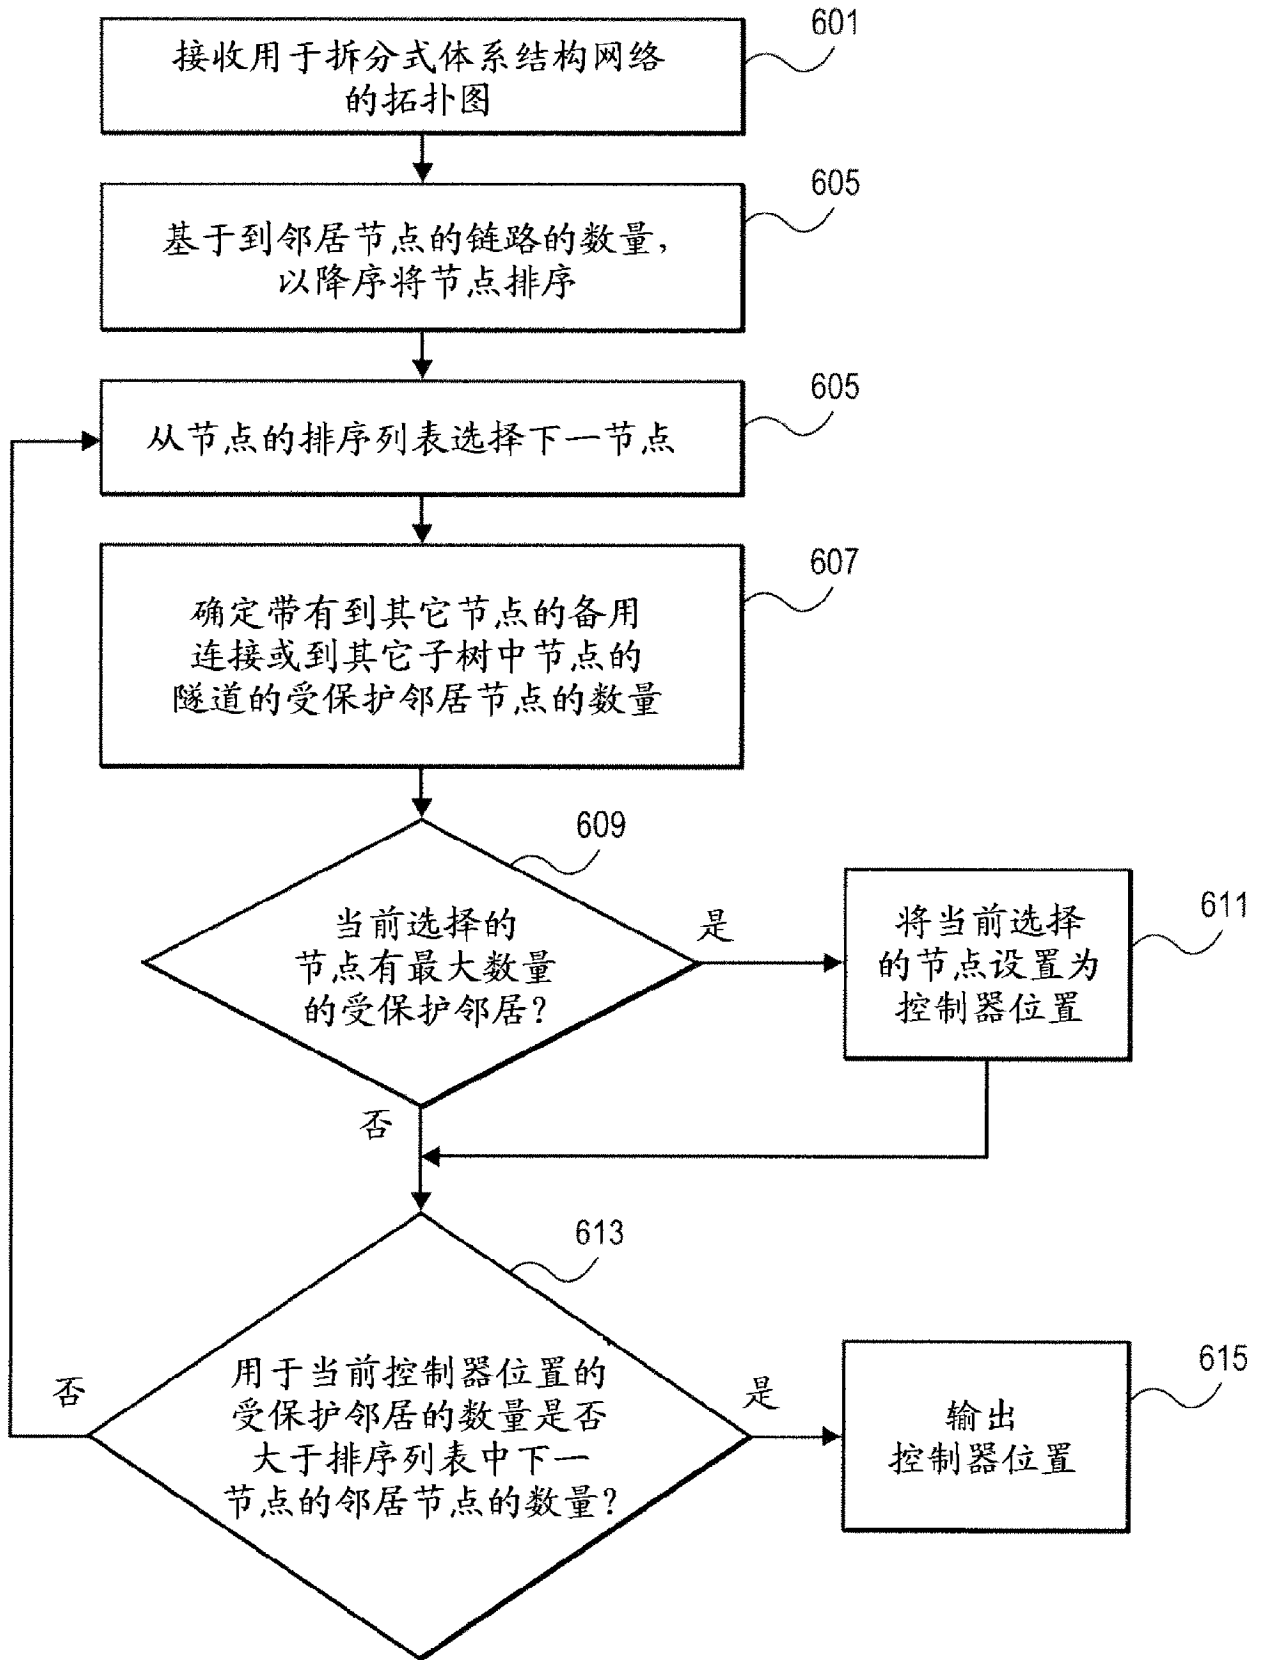 601
接收用于拆分式体系结构网络
的拓扑图
605
基于到邻居节点的链路的数量，
以降序将节点排序
605
从节点的排序列表选择下一节点
607
确定带有到其它节点的备用
连接或到其它子树中节点的
隧道的受保护邻居节点的数量
609
当前选择的
节点有最大数量
的受保护邻居？
是
611
将当前选择
的节点设置为
控制器位置
否
613
用于当前控制器位置的
受保护邻居的数量是否
大于排序列表中下一
节点的邻居节点的数量？
否
是
615
输出
控制器位置